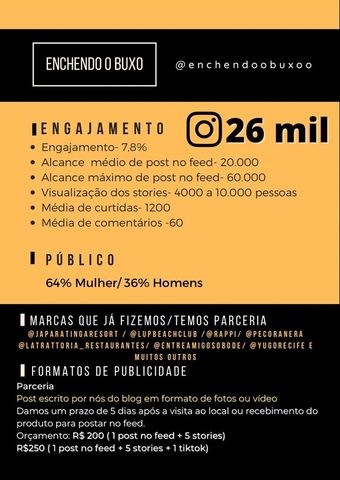 ENCHENDO O BUXO
@enchendoobuxoo
ENGAJAMENTO
26 mil
Engajamento- 7,8%
Alcance médio de post no feed- 20.000
Alcance máximo de post no feed- 60.000
Visualização dos stories- 4000 a 10.000 pessoas
Média de curtidas- 1200
Média de comentários -60
PÚBLICO
64% Mulher/ 36% Homens
MARCAS QUE JÁ FIZEMOS/TEMOS PARCERIA
@JAPARATINGARESORT / @LUPBEACHCLUB /@RAPPI/ @PECORANERA
@LATRATTORIA_RESTAURANTES/ @ENTREAMIGOSOBODE/ @YUGORECIFE E
MUITOS OUTROS
FORMATOS DE PUBLICIDADE
Parceria
Post escrito por nós do blog em formato de fotos ou vídeo
Damos um prazo de 5 dias após a visita ao local ou recebimento do
produto para postar no feed.
Orçamento: R$ 200 ( 1 post no feed + 5 stories)
R$250 ( 1 post no feed + 5 stories + 1 tiktok)